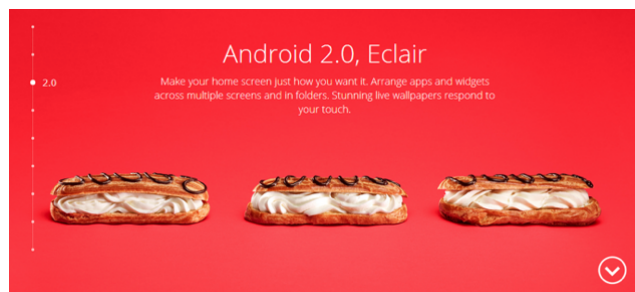 Android 2.0, Eclair
2.0
Make your home screen just how you want it. Arrange apps and widgets
across multiple screens and in folders. Stunning live wallpapers respond to
your touch.